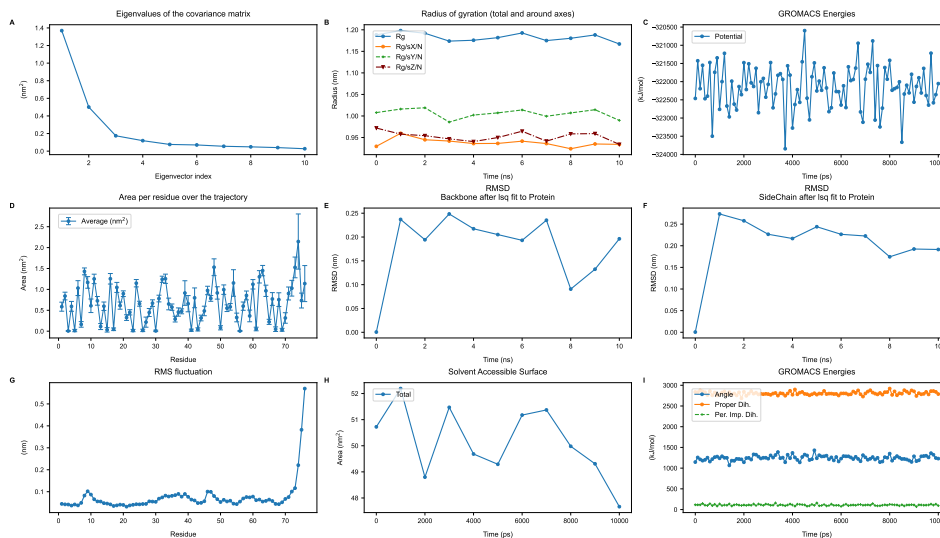 A
Eigenvalues of the covariance matrix
(nm²)
1.4
1.2
1.0
0.8
0.6
0.4
0.2
0.0
2
4
6
8
10
Eigenvector index
B
Radius of gyration (total and around axes)
Radius (nm)
1.20
1.15
1.10
1.05
1.00
0.95
Rg
Rg/sX/N
Rg/sY/N
Rg/sZ/N
0
2
4
6
8
10
Time (ns)
C
GROMACS Energies
(kJ/mol)
−320500
−321000
−321500
−322000
−322500
−323000
−323500
−324000
Potential
0
2000
4000
6000
8000
1000
Time (ps)
D
Area per residue over the trajectory
Area (nm²)
2.5
2.0
1.5
1.0
0.5
0.0
Average (nm²)
0
10
20
30
40
50
60
70
Residue
E
RMSD
Backbone after lsq fit to Protein
RMSD (nm)
0.25
0.20
0.15
0.10
0.05
0.00
0
2
4
6
8
10
Time (ns)
F
RMSD
SideChain after lsq fit to Protein
RMSD (nm)
0.25
0.20
0.15
0.10
0.05
0.00
0
2
4
6
8
10
Time (ns)
G
RMS fluctuation
(nm)
0.5
0.4
0.3
0.2
0.1
0
10
20
30
40
50
60
70
Residue
H
Solvent Accessible Surface
Area (nm²)
52
51
50
49
48
Total
0
2000
4000
6000
8000
10000
Time (ps)
I
GROMACS Energies
(kJ/mol)
3000
2500
2000
1500
1000
500
0
Angle
Proper Dih.
Per. Imp. Dih.
0
2000
4000
6000
8000
1000
Time (ps)